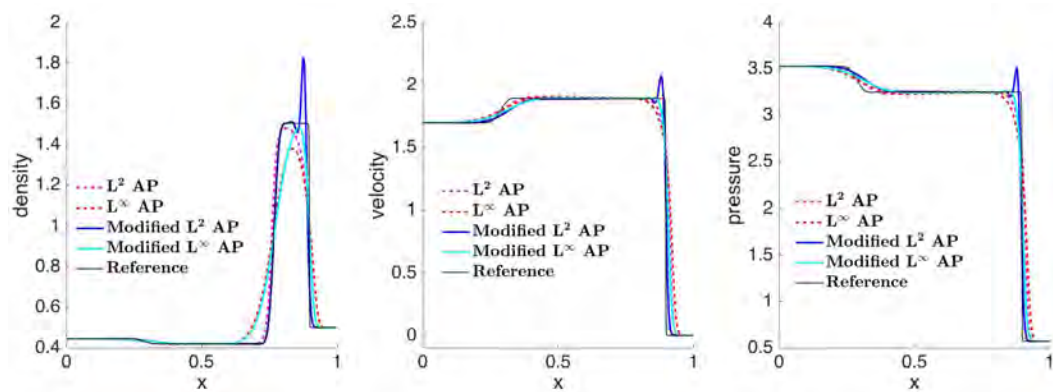 2
1.8
1.6
1.4
1.2
1
0.8
0.6
0.4
density
L² AP
L∞ AP
Modified L² AP
Modified L∞ AP
Reference
0
0.5
1
x
2.5
2
1.5
1
0.5
0
velocity
L² AP
L∞ AP
Modified L² AP
Modified L∞ AP
Reference
0
0.5
1
x
4
3.5
3
2.5
2
1.5
1
0.5
pressure
L² AP
L∞ AP
Modified L² AP
Modified L∞ AP
Reference
0
0.5
1
x